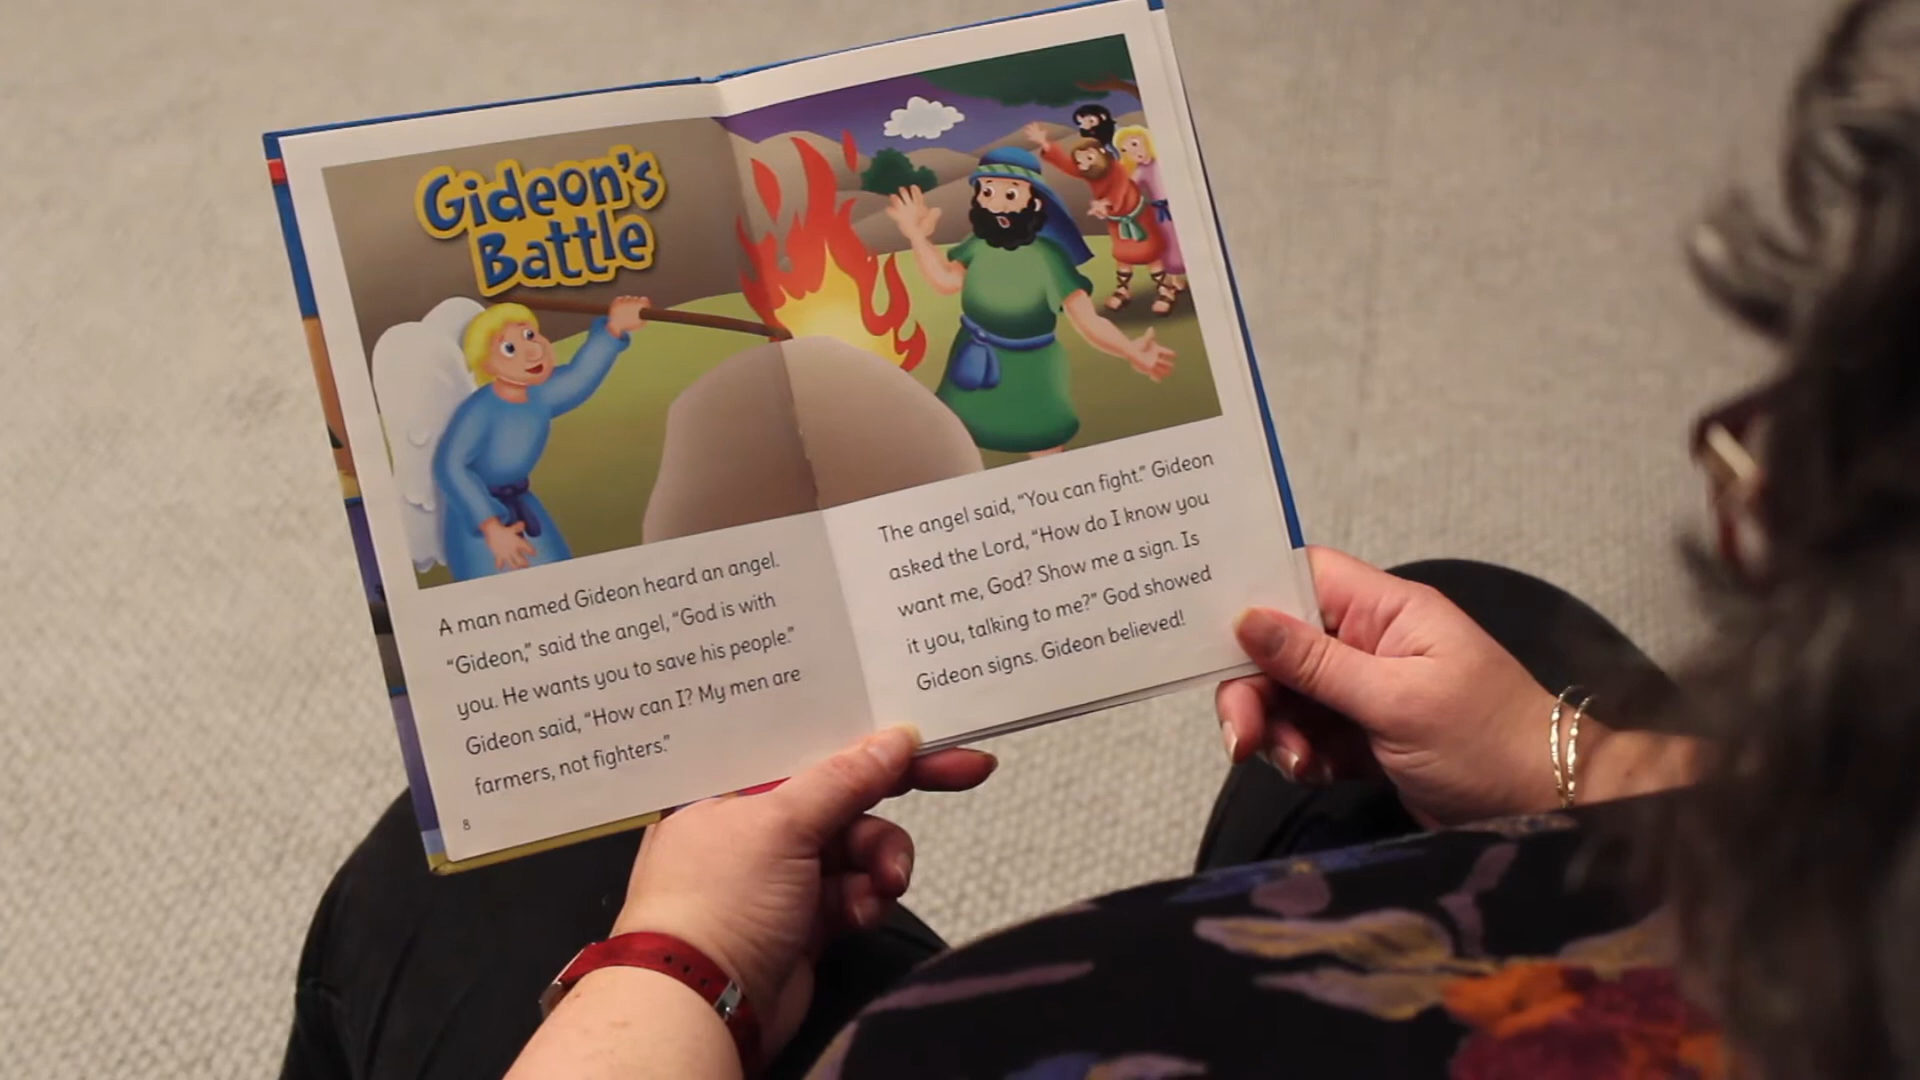 Gideon's
Battle
A man named Gideon heard an angel.
“Gideon,” said the angel, “God is with
you. He wants you to save his people.”
Gideon said, “How can I? My men are
farmers, not fighters.”
8
The angel said, “You can fight.” Gideon
asked the Lord, “How do I know you
want me, God? Show me a sign. Is
it you, talking to me?” God showed
Gideon signs. Gideon believed!